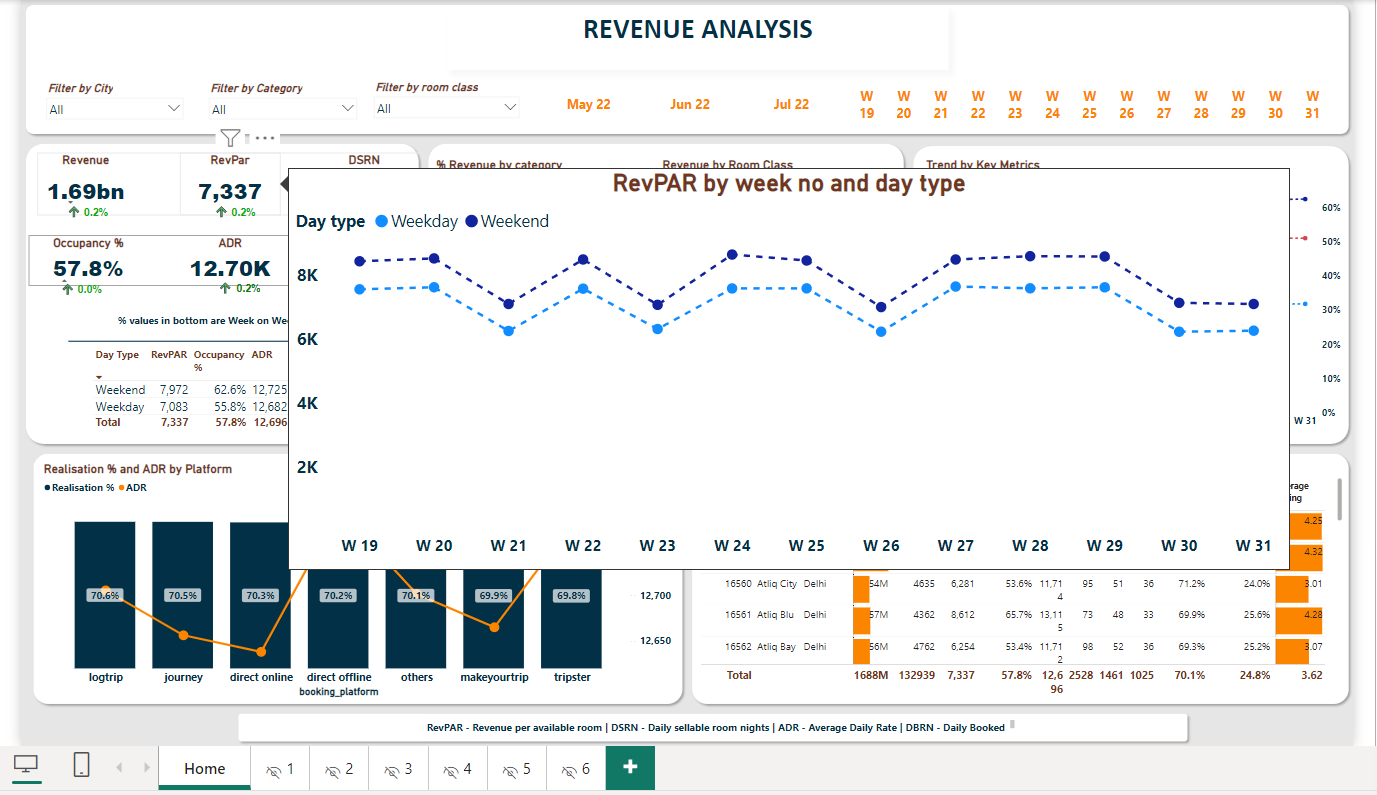 REVENUE ANALYSIS
Filter by City
All
Filter by Category
All
Filter by room class
All
May 22
Jun 22
Jul 22
W 19
W 20
W 21
W 22
W 23
W 24
W 25
W 26
W 27
W 28
W 29
W 30
W 31
Revenue
1.69bn
0.2%
RevPar
7,337
0.2%
DSRN
Occupancy %
57.8%
0.0%
ADR
12.70K
0.2%
% values in bottom are Week on We
Day Type RevPAR Occupancy % ADR
Weekend 7,972 62.6% 12,725
Weekday 7,083 55.8% 12,682
Total 7,337 57.8% 12,696
% Revenue by category
Revenue by Room Class
Trend by Key Metrics
RevPAR by week no and day type
Day type Weekday Weekend
8K
6K
4K
2K
W 19 W 20 W 21 W 22 W 23 W 24 W 25 W 26 W 27 W 28 W 29 W 30 W 31
60%
50%
40%
30%
20%
10%
0%
W 31
Realisation % and ADR by Platform
Realisation % ADR
70.6% 70.5% 70.3% 70.2% 70.1% 69.9% 69.8%
12,700
12,650
logtrip journey direct online direct offline others makeyourtrip tripster
booking_platform
erage
ing
4.25
4.32
16560 Atliq City Delhi 54M 4635 6,281 53.6% 11,714 95 51 36 71.2% 24.0% 3.01
16561 Atliq Blu Delhi 57M 4362 8,612 65.7% 13,115 73 48 33 69.9% 25.6% 4.28
16562 Atliq Bay Delhi 56M 4762 6,254 53.4% 11,712 98 52 36 69.3% 25.2% 3.07
Total 1688M 132939 7,337 57.8% 12,696 2528 1461 1025 70.1% 24.8% 3.62
RevPAR - Revenue per available room | DSRN - Daily sellable room nights | ADR - Average Daily Rate | DBRN - Daily Booked
Home
1
2
3
4
5
6
+